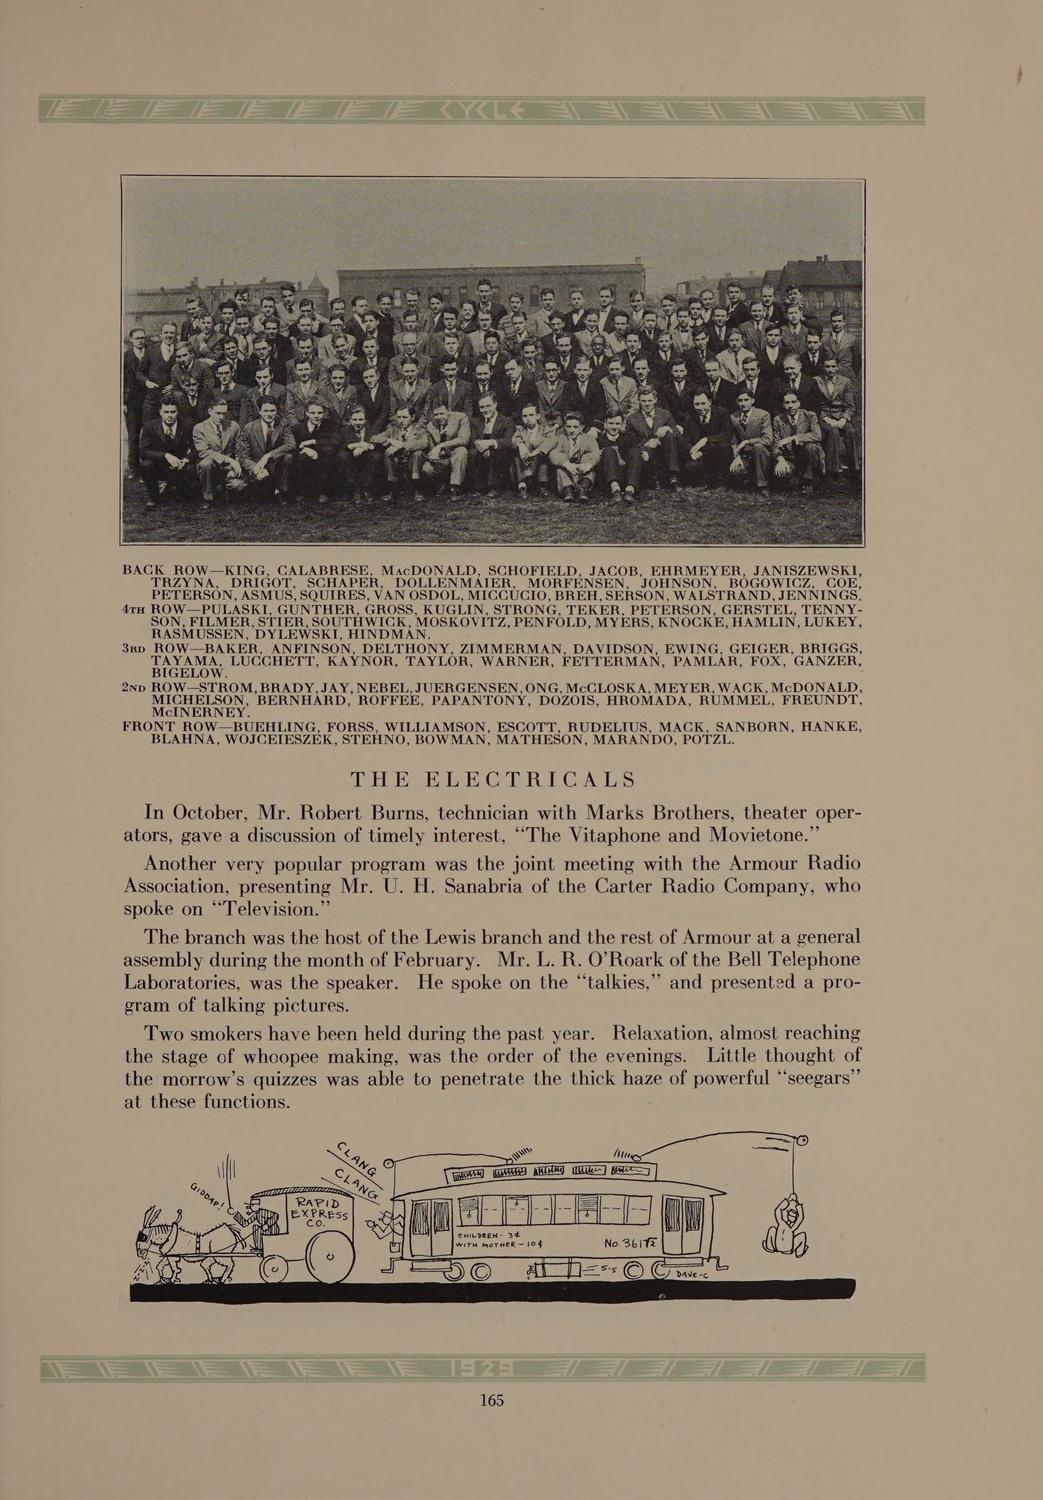 CYCLE
BACK ROW—KING, CALABRESE, MacDONALD, SCHOFIELD, JACOB, EHRMEYER, JANISZEWSKI,
TRZYNA, DRIGOT, SCHAPER, DOLLENMAIER, MORFENSEN, JOHNSON, BOGOWICZ, COE,
PETERSON, ASMUS, SQUIRES, VAN OSDOL, MICCUCIO, BREH, SERSON, WALSTRAND, JENNINGS.
4TH ROW—PULASKI, GUNTHER, GROSS, KUGLIN, STRONG, TEKER, PETERSON, GERSTEL, TENNY-
SON, FILMER, STIER, SOUTHWICK, MOSKOVITZ, PENFOLD, MYERS, KNOCKE, HAMLIN, LUKEY,
RASMUSSEN, DYLEWSKI, HINDMAN.
3RD ROW—BAKER, ANFINSON, DELTHONY, ZIMMERMAN, DAVIDSON, EWING, GEIGER, BRIGGS,
TAYAMA, LUCCHETT, KAYNOR, TAYLOR, WARNER, FETTERMAN, PAMLAR, FOX, GANZER,
BIGELOW.
2ND ROW—STROM, BRADY, JAY, NEBEL, JUERGENSEN, ONG, McCLOSKA, MEYER, WACK, McDONALD,
MICHELSON, BERNHARD, ROFFEE, PAPANTONY, DOZOIS, HROMADA, RUMMEL, FREUNDT,
McINERNEY.
FRONT ROW—BUEHLING, FORSS, WILLIAMSON, ESCOTT, RUDELIUS, MACK, SANBORN, HANKE,
BLAHNA, WOJCEIESZEK, STEHNO, BOWMAN, MATHESON, MARANDO, POTZL.
THE ELECTRICALS
In October, Mr. Robert Burns, technician with Marks Brothers, theater oper-
ators, gave a discussion of timely interest, “The Vitaphone and Movietone.”
Another very popular program was the joint meeting with the Armour Radio
Association, presenting Mr. U. H. Sanabria of the Carter Radio Company, who
spoke on “Television.”
The branch was the host of the Lewis branch and the rest of Armour at a general
assembly during the month of February. Mr. L. R. O’Roark of the Bell Telephone
Laboratories, was the speaker. He spoke on the “talkies,” and presented a pro-
gram of talking pictures.
Two smokers have been held during the past year. Relaxation, almost reaching
the stage of whoopee making, was the order of the evenings. Little thought of
the morrow’s quizzes was able to penetrate the thick haze of powerful “seegars”
at these functions.
CLANG
CLANG
GIDDAP!
RAPID
EXPRESS
CO.
CHILDREN - 3¢
WITH MOTHER - 10¢
No. 361√2
S-S
DAVE-C
1929
165